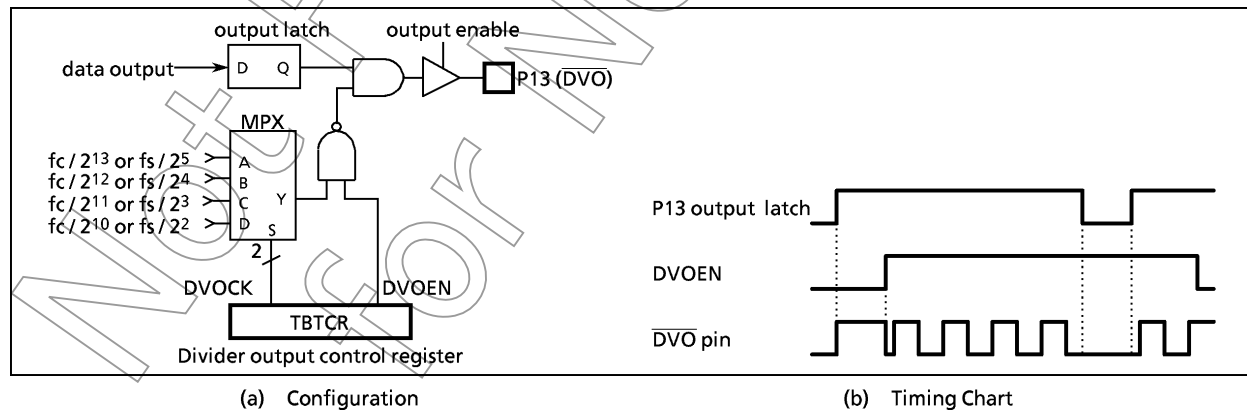 output latch
output enable
data output
D
Q
P13 (DVO)
MPX
fc / 2¹³ or fs / 2⁵
A
fc / 2¹² or fs / 2⁴
B
fc / 2¹¹ or fs / 2³
C
Y
fc / 2¹⁰ or fs / 2²
D
S
2
DVOCK
DVOEN
TBTCR
Divider output control register
(a) Configuration
P13 output latch
DVOEN
DVO pin
(b) Timing Chart
Not
for